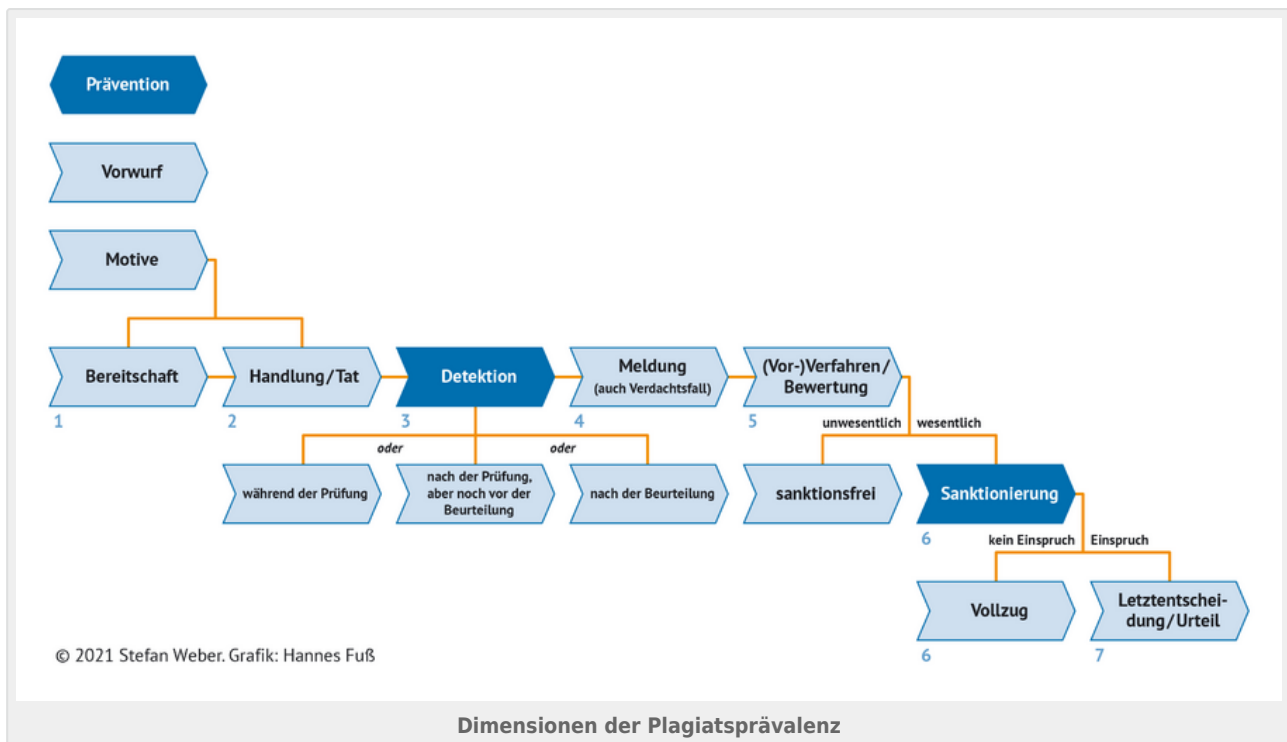 Prävention
Vorwurf
Motive
Bereitschaft
Handlung/Tat
Detektion
Meldung
(auch Verdachtsfall)
(Vor-)Verfahren/
Bewertung
1
2
3
4
5
unwesentlich
wesentlich
oder
oder
während der Prüfung
nach der Prüfung,
aber noch vor der
Beurteilung
nach der Beurteilung
sanktionsfrei
Sanktionierung
6
kein Einspruch
Einspruch
Vollzug
Letztentschei-
dung/Urteil
6
7
© 2021 Stefan Weber. Grafik: Hannes Fuß
Dimensionen der Plagiatsprävalenz